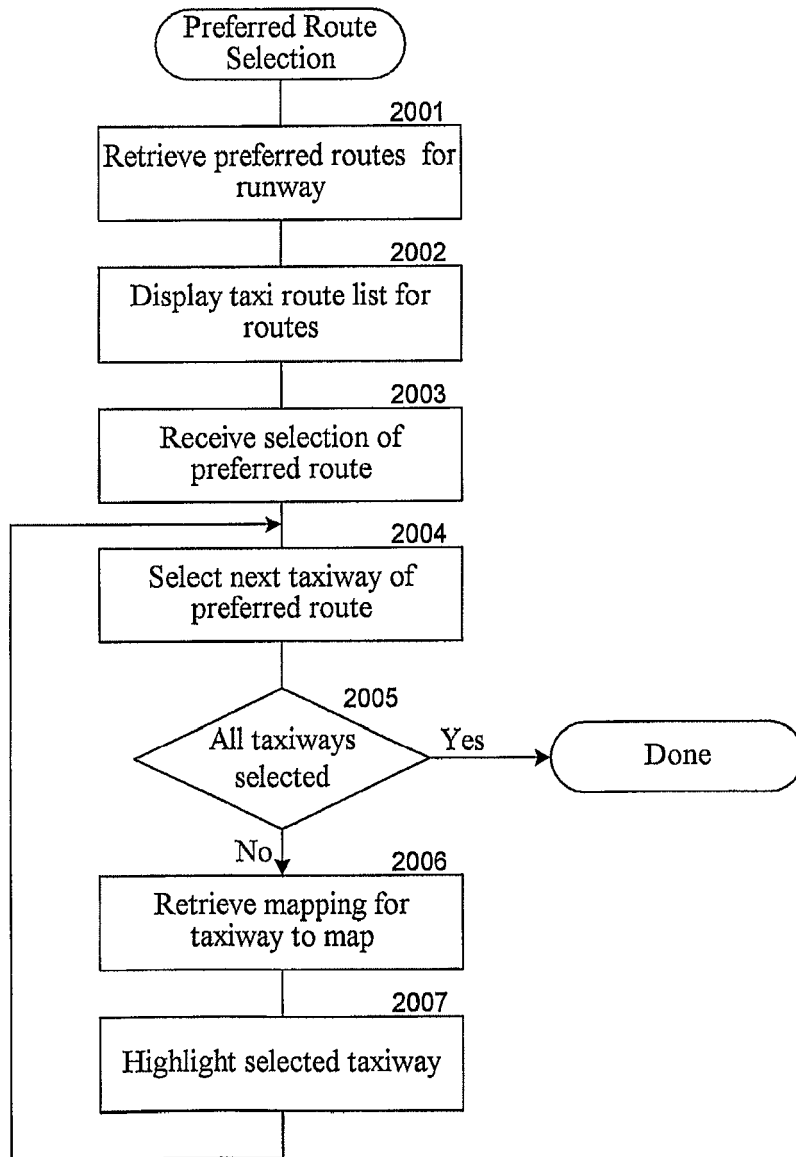 Preferred Route
Selection
2001
Retrieve preferred routes for
runway
2002
Display taxi route list for
routes
2003
Receive selection of
preferred route
2004
Select next taxiway of
preferred route
2005
All taxiways
selected
Yes
Done
No
2006
Retrieve mapping for
taxiway to map
2007
Highlight selected taxiway